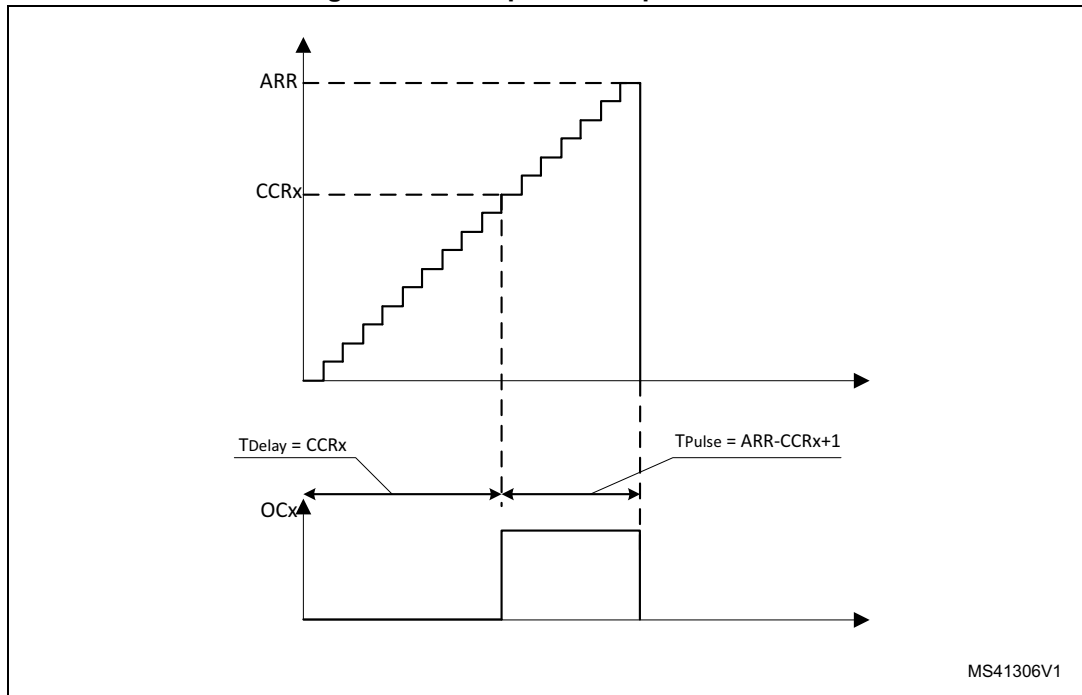 ARR
CCRx
TDelay = CCRx
TPulse = ARR-CCRx+1
OCx
MS41306V1